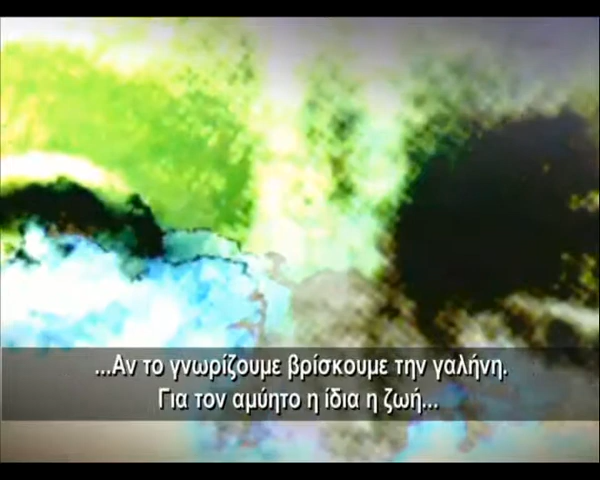 ...Αν το γνωρίζουμε βρίσκουμε την γαλήνη.
Για τον αμύητο η ίδια η ζωή...